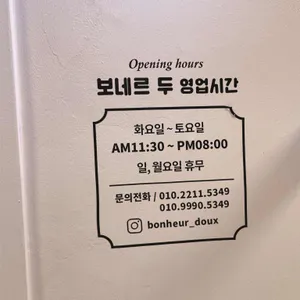 Opening hours
보네르 두 영업시간
화요일 ~ 토요일
AM11:30 ~ PM08:00
일, 월요일 휴무
문의전화 / 010.2211.5349
010.9990.5349
bonheur_doux